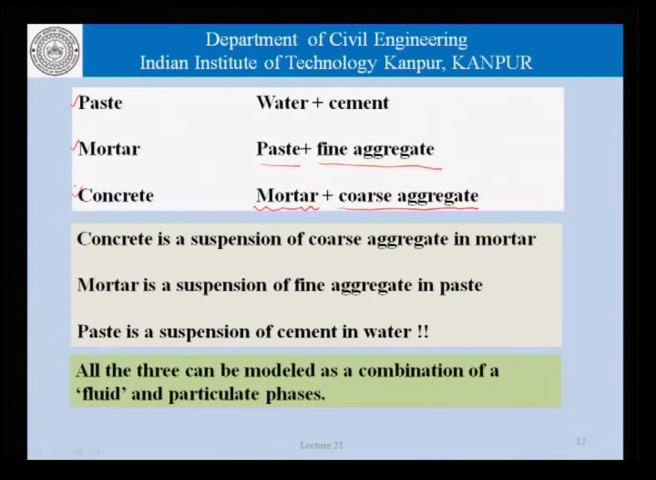 Department of Civil Engineering
Indian Institute of Technology Kanpur, KANPUR
Paste Water + cement
Mortar Paste+ fine aggregate
Concrete Mortar + coarse aggregate
Concrete is a suspension of coarse aggregate in mortar
Mortar is a suspension of fine aggregate in paste
Paste is a suspension of cement in water !!
All the three can be modeled as a combination of a
‘fluid’ and particulate phases.
Lecture 21
12